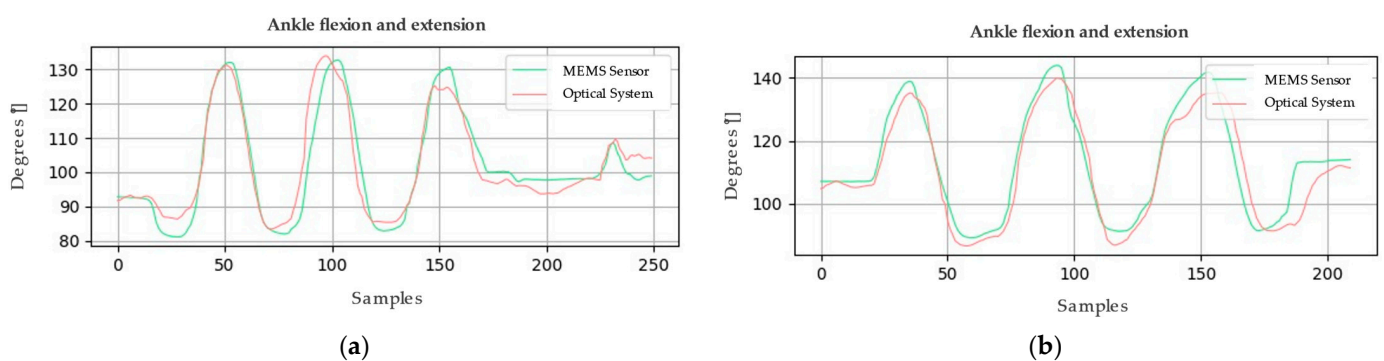 Ankle flexion and extension
MEMS Sensor
Optical System
Degrees [°]
130
120
110
100
90
80
0 50 100 150 200 250
Samples
(a)
Ankle flexion and extension
MEMS Sensor
Optical System
Degrees [°]
140
120
100
0 50 100 150 200
Samples
(b)